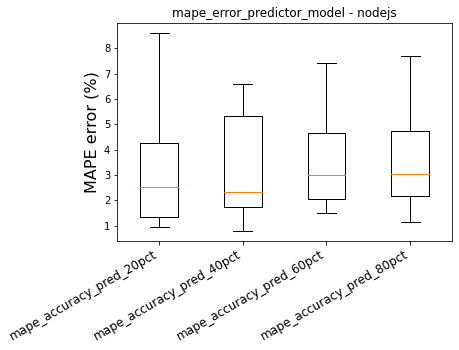 mape_error_predictor_model - nodejs
MAPE error (%)
8
7
6
5
4
3
2
1
mape_accuracy_pred_20pct
mape_accuracy_pred_40pct
mape_accuracy_pred_60pct
mape_accuracy_pred_80pct